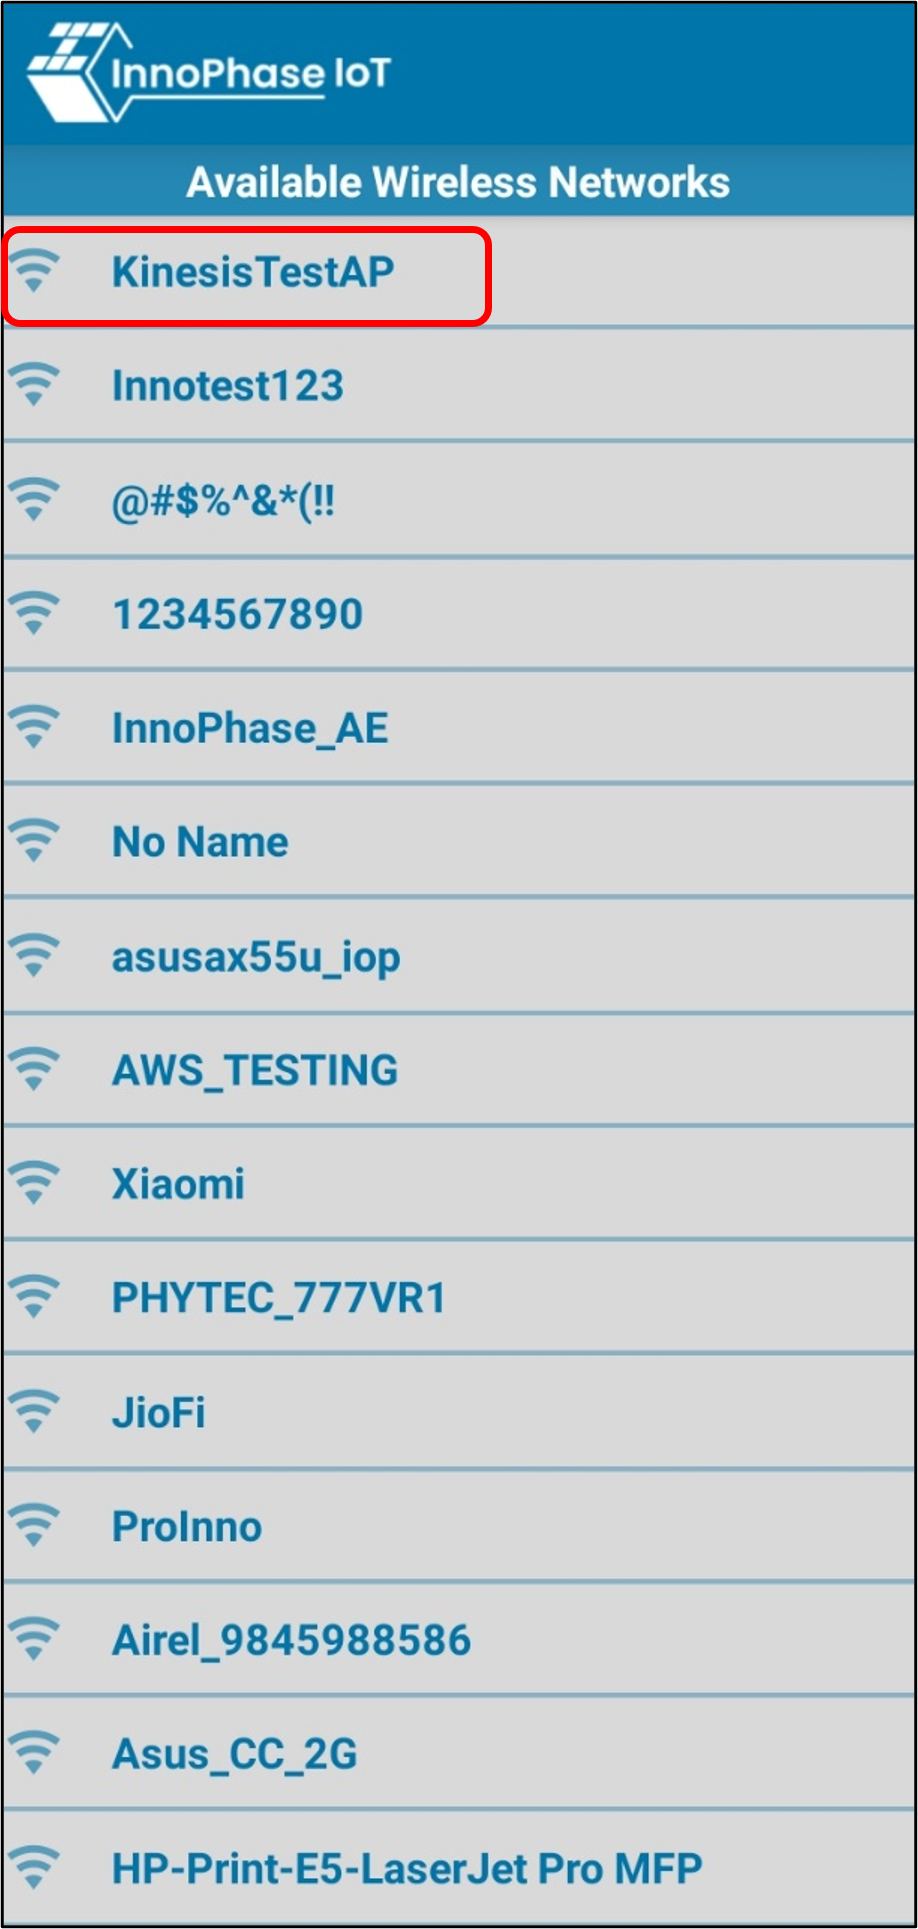 InnoPhase IoT
Available Wireless Networks
KinesisTestAP
Innotest123
@#$%^&*(!!
1234567890
InnoPhase_AE
No Name
asusax55u_iop
AWS_TESTING
Xiaomi
PHYTEC_777VR1
JioFi
ProInno
Airel_9845988586
Asus_CC_2G
HP-Print-E5-LaserJet Pro MFP